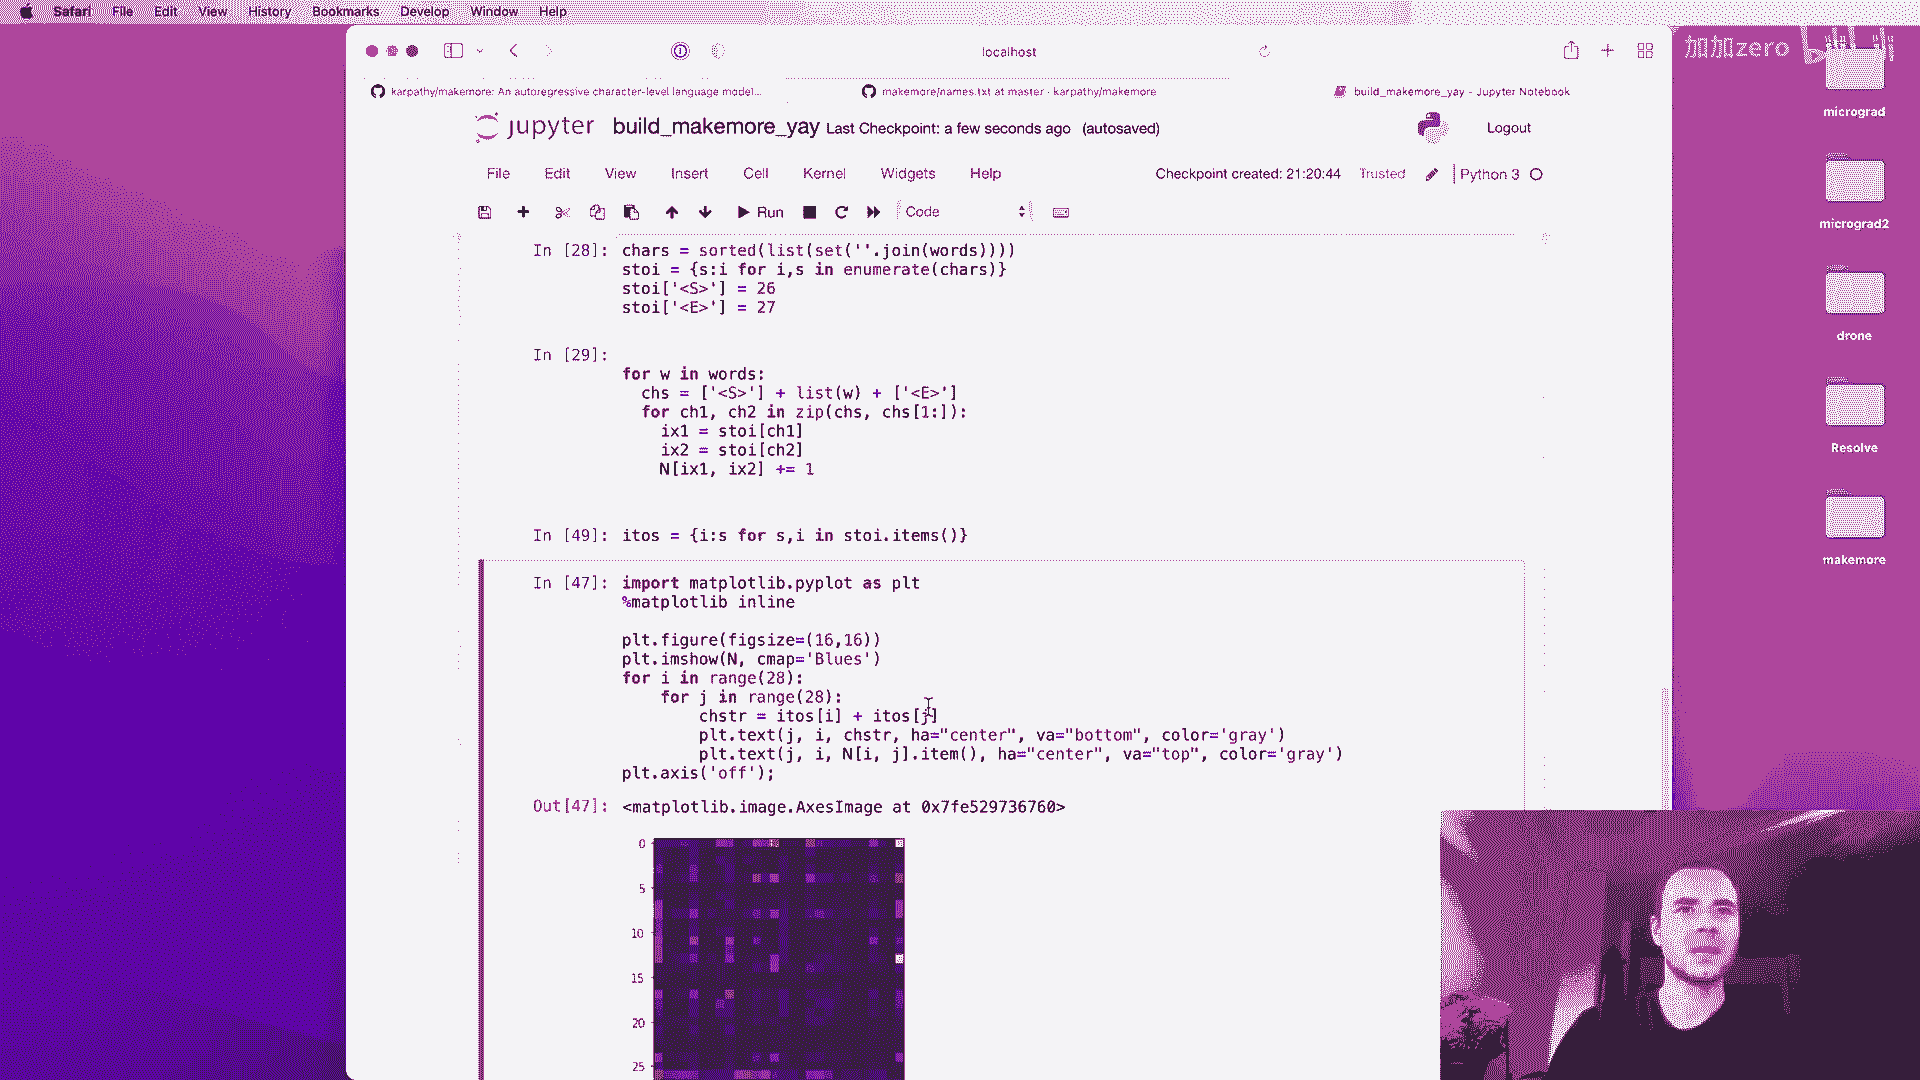 Safari File Edit View History Bookmarks Develop Window Help
localhost
加加zero
karpathy/makemore: An autoregressive character-level language model...
makemore/names.txt at master · karpathy/makemore
build_makemore_yay - Jupyter Notebook
jupyter build_makemore_yay Last Checkpoint: a few seconds ago (autosaved)
Logout
File Edit View Insert Cell Kernel Widgets Help
Checkpoint created: 21:20:44 Trusted Python 3
Run Code
In [28]: chars = sorted(list(set(''.join(words))))
stoi = {s:i for i,s in enumerate(chars)}
stoi['<S>'] = 26
stoi['<E>'] = 27
In [29]:
for w in words:
chs = ['<S>'] + list(w) + ['<E>']
for ch1, ch2 in zip(chs, chs[1:]):
ix1 = stoi[ch1]
ix2 = stoi[ch2]
N[ix1, ix2] += 1
In [49]: itos = {i:s for s,i in stoi.items()}
In [47]: import matplotlib.pyplot as plt
%matplotlib inline
plt.figure(figsize=(16,16))
plt.imshow(N, cmap='Blues')
for i in range(28):
for j in range(28):
chstr = itos[i] + itos[j]
plt.text(j, i, chstr, ha="center", va="bottom", color='gray')
plt.text(j, i, N[i, j].item(), ha="center", va="top", color='gray')
plt.axis('off');
Out[47]: <matplotlib.image.AxesImage at 0x7fe529736760>
0
5
10
15
20
25
micrograd
micrograd2
drone
Resolve
makemore